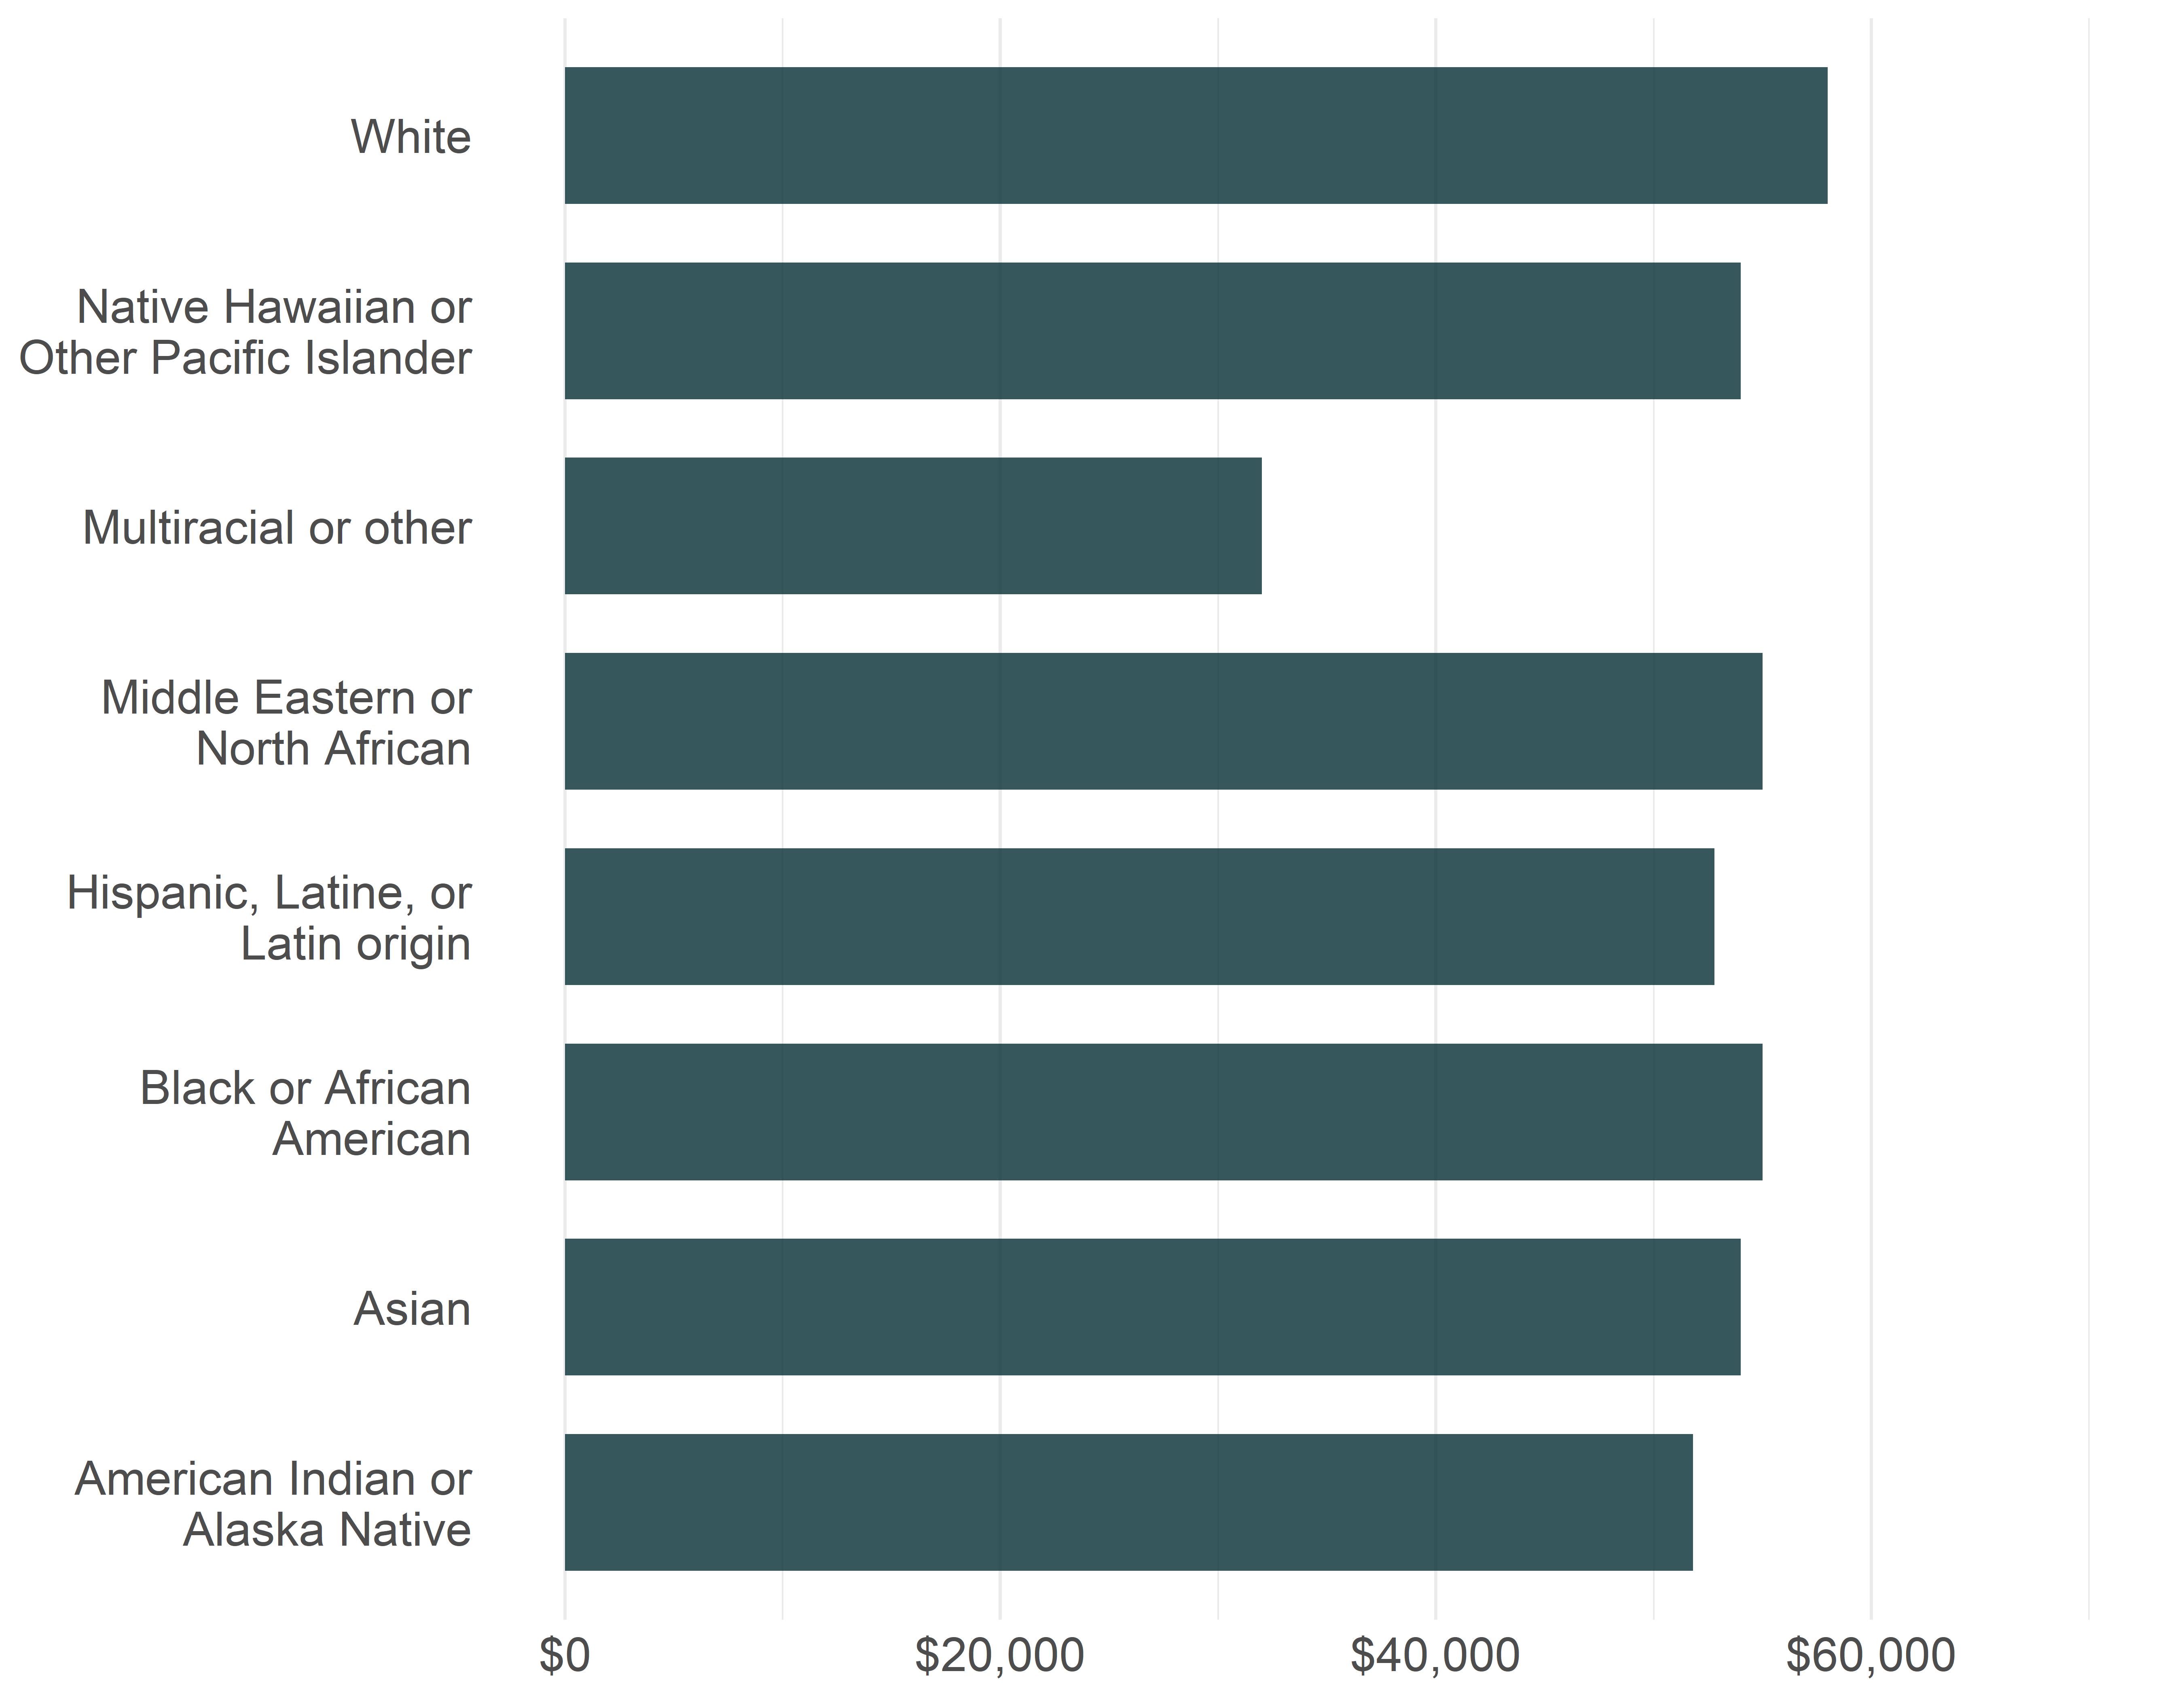 White
Native Hawaiian or
Other Pacific Islander
Multiracial or other
Middle Eastern or
North African
Hispanic, Latine, or
Latin origin
Black or African
American
Asian
American Indian or
Alaska Native
$0
$20,000
$40,000
$60,000